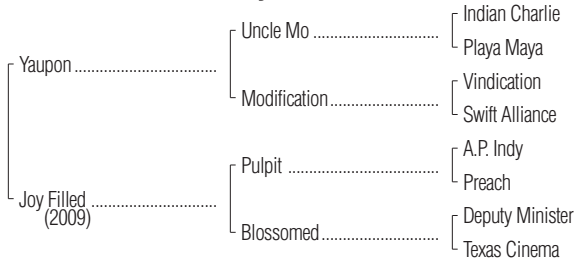 Indian Charlie
Uncle Mo ..............................
Playa Maya
Yaupon ..................................
Vindication
Modification..........................
Swift Alliance
A.P. Indy
Pulpit ....................................
Preach
Joy Filled ..............................
(2009)
Deputy Minister
Blossomed............................
Texas Cinema